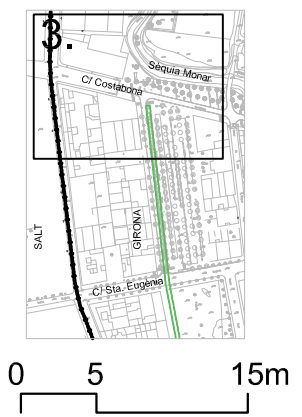 3.
Sèquia Monar
C/ Costabona
SALT
GIRONA
C/ Sta. Eugènia
0 5 15m